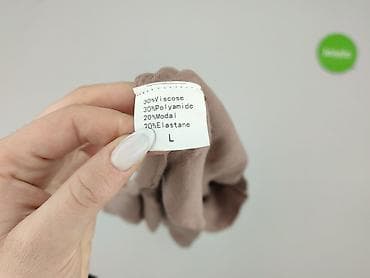 30%Viscose
30%Polyamide
20%Modal
20%Elastane
L